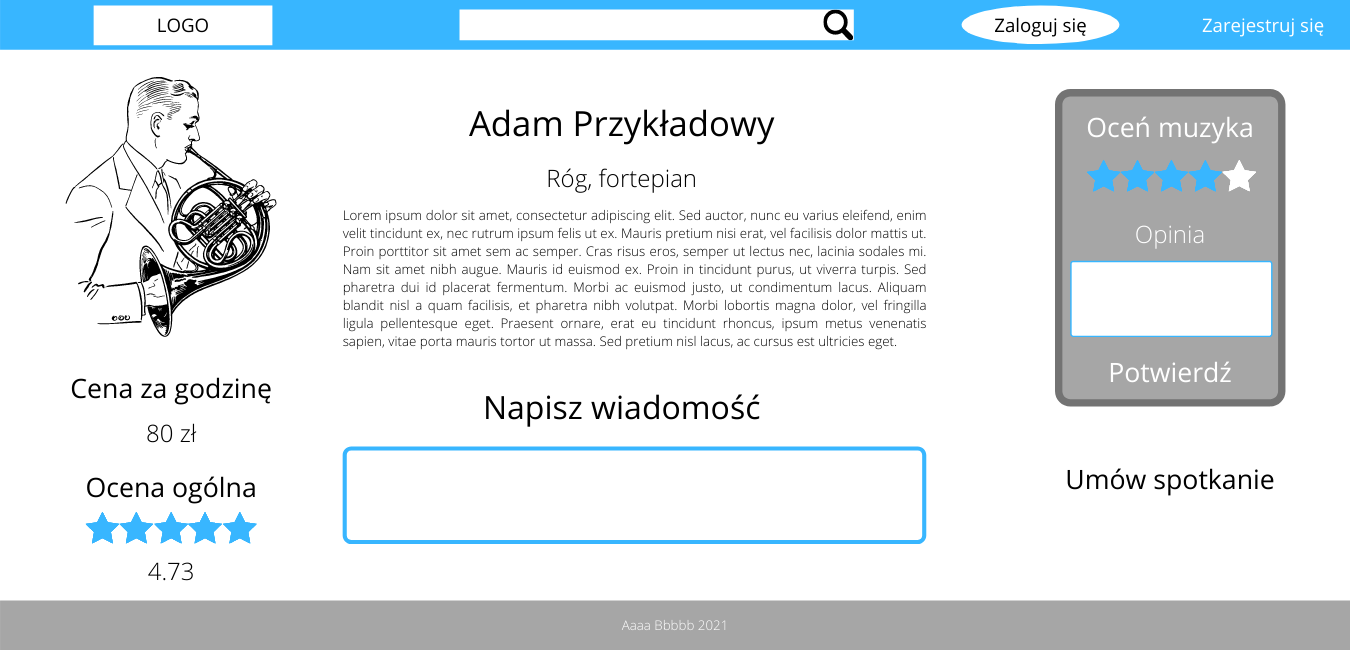 LOGO
Zaloguj się
Zarejestruj się
Adam Przykładowy
Róg, fortepian
Lorem ipsum dolor sit amet, consectetur adipiscing elit. Sed auctor, nunc eu varius eleifend, enim
velit tincidunt ex, nec rutrum ipsum felis ut ex. Mauris pretium nisi erat, vel facilisis dolor mattis ut.
Proin porttitor sit amet sem ac semper. Cras risus eros, semper ut lectus nec, lacinia sodales mi.
Nam sit amet nibh augue. Mauris id euismod ex. Proin in tincidunt purus, ut viverra turpis. Sed
pharetra dui id placerat fermentum. Morbi ac euismod justo, ut condimentum lacus. Aliquam
blandit nisl a quam facilisis, et pharetra nibh volutpat. Morbi lobortis magna dolor, vel fringilla
ligula pellentesque eget. Praesent ornare, erat eu tincidunt rhoncus, ipsum metus venenatis
sapien, vitae porta mauris tortor ut massa. Sed pretium nisl lacus, ac cursus est ultricies eget.
Napisz wiadomość
Cena za godzinę
80 zł
Ocena ogólna
4.73
Oceń muzyka
Opinia
Potwierdź
Umów spotkanie
Aaaa Bbbbb 2021